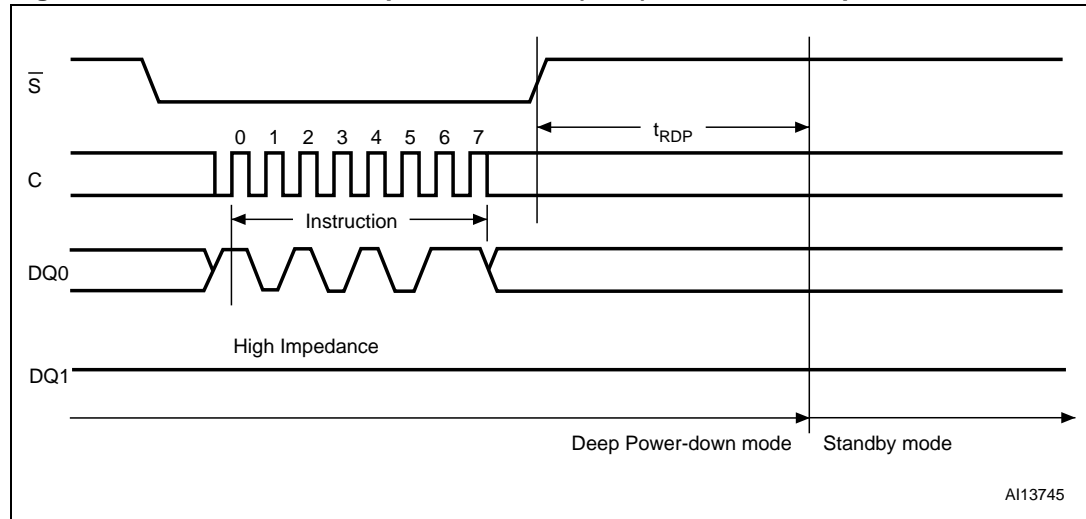 S̅
0 1 2 3 4 5 6 7
tRDP
C
Instruction
DQ0
High Impedance
DQ1
Deep Power-down mode Standby mode
AI13745